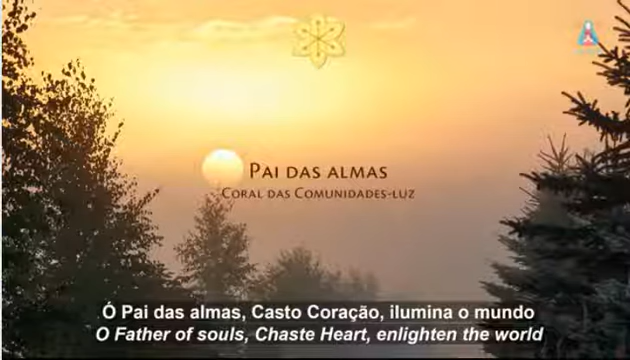 PAI DAS ALMAS
CORAL DAS COMUNIDADES-LUZ
Ó Pai das almas, Casto Coração, ilumina o mundo
O Father of souls, Chaste Heart, enlighten the world